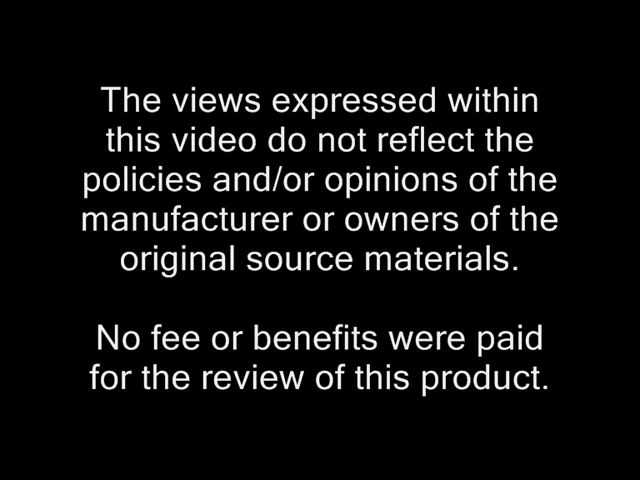 The views expressed within
this video do not reflect the
policies and/or opinions of the
manufacturer or owners of the
original source materials.
No fee or benefits were paid
for the review of this product.